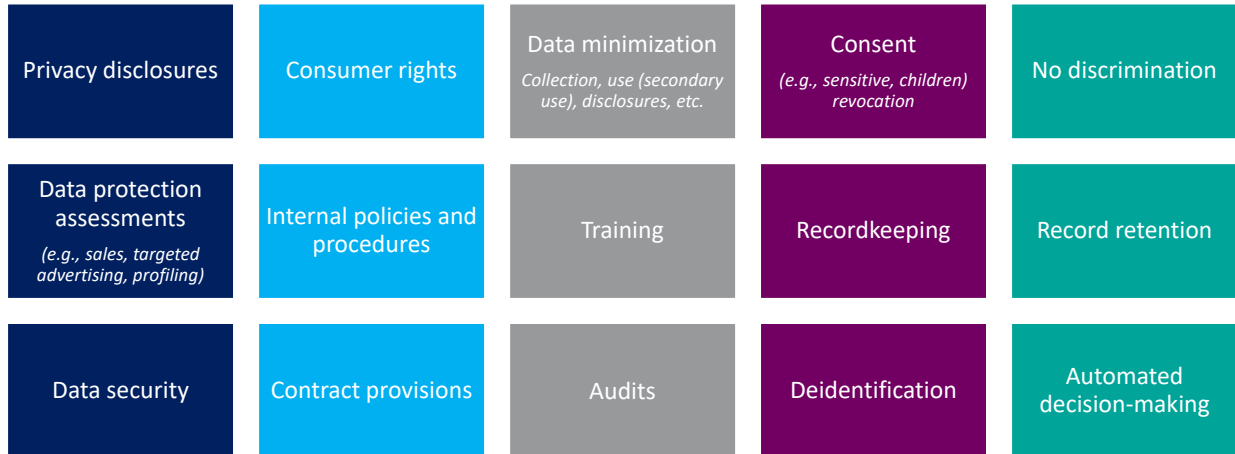 Privacy disclosures
Consumer rights
Data minimization
Collection, use (secondary
use), disclosures, etc.
Consent
(e.g., sensitive, children)
revocation
No discrimination
Data protection
assessments
(e.g., sales, targeted
advertising, profiling)
Internal policies and
procedures
Training
Recordkeeping
Record retention
Data security
Contract provisions
Audits
Deidentification
Automated
decision-making